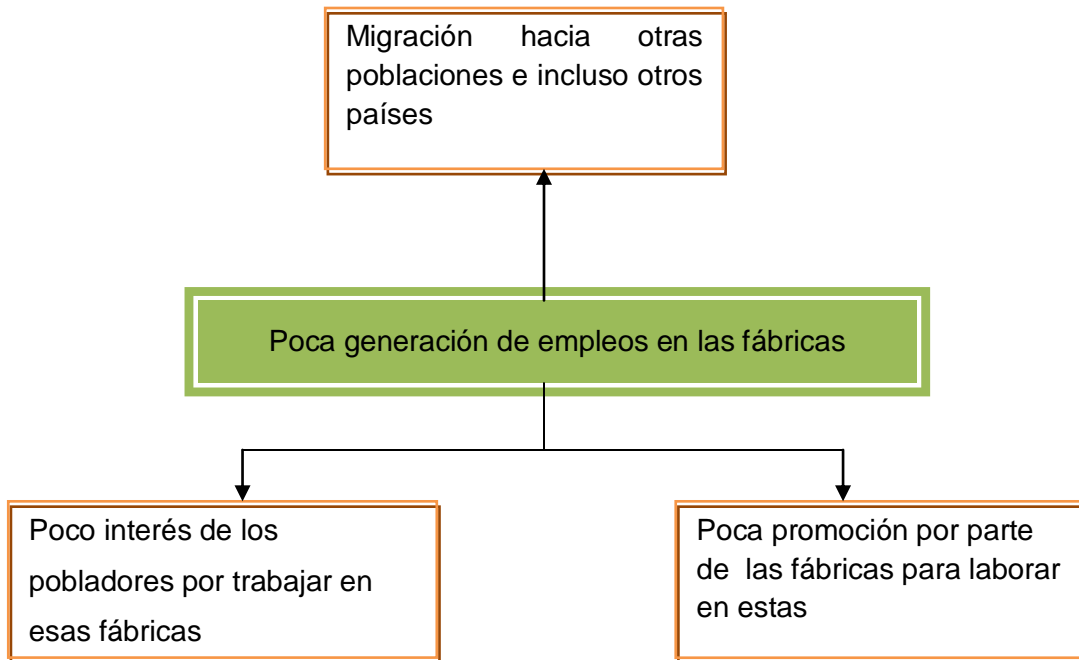 Migración hacia otras
poblaciones e incluso otros
países
Poca generación de empleos en las fábricas
Poco interés de los
pobladores por trabajar en
esas fábricas
Poca promoción por parte
de las fábricas para laborar
en estas